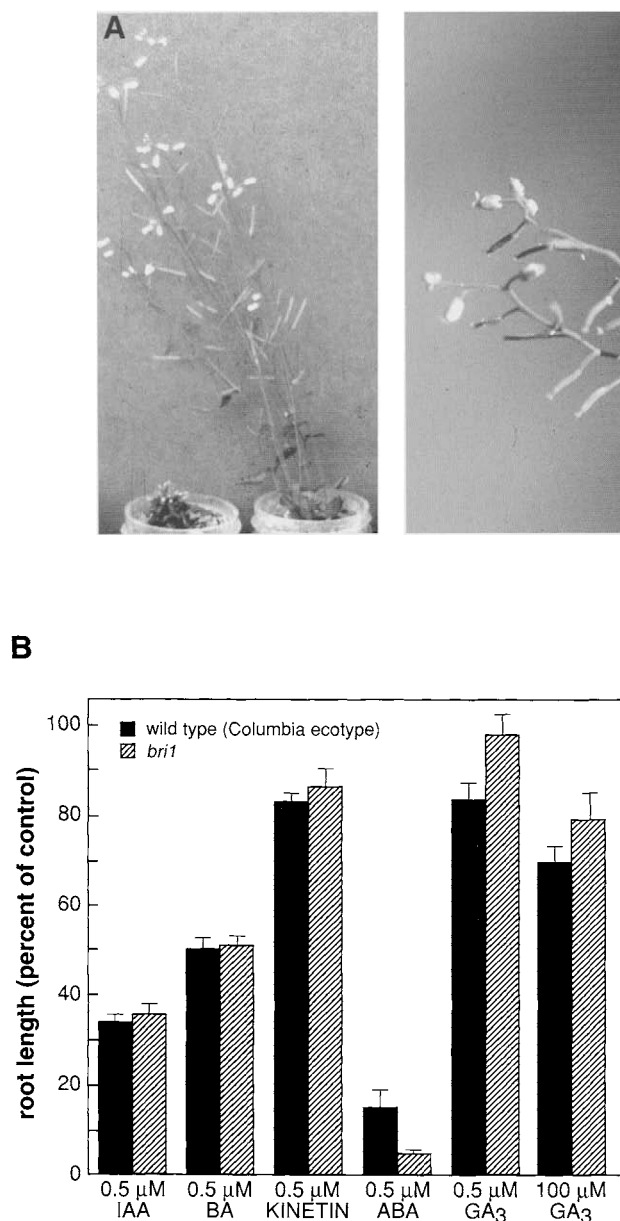 A
B
root length (percent of control)
100
80
60
40
20
0
wild type (Columbia ecotype)
bri1
0.5 µM 0.5 µM 0.5 µM 0.5 µM 0.5 µM 100 µM
IAA BA KINETIN ABA GA3 GA3